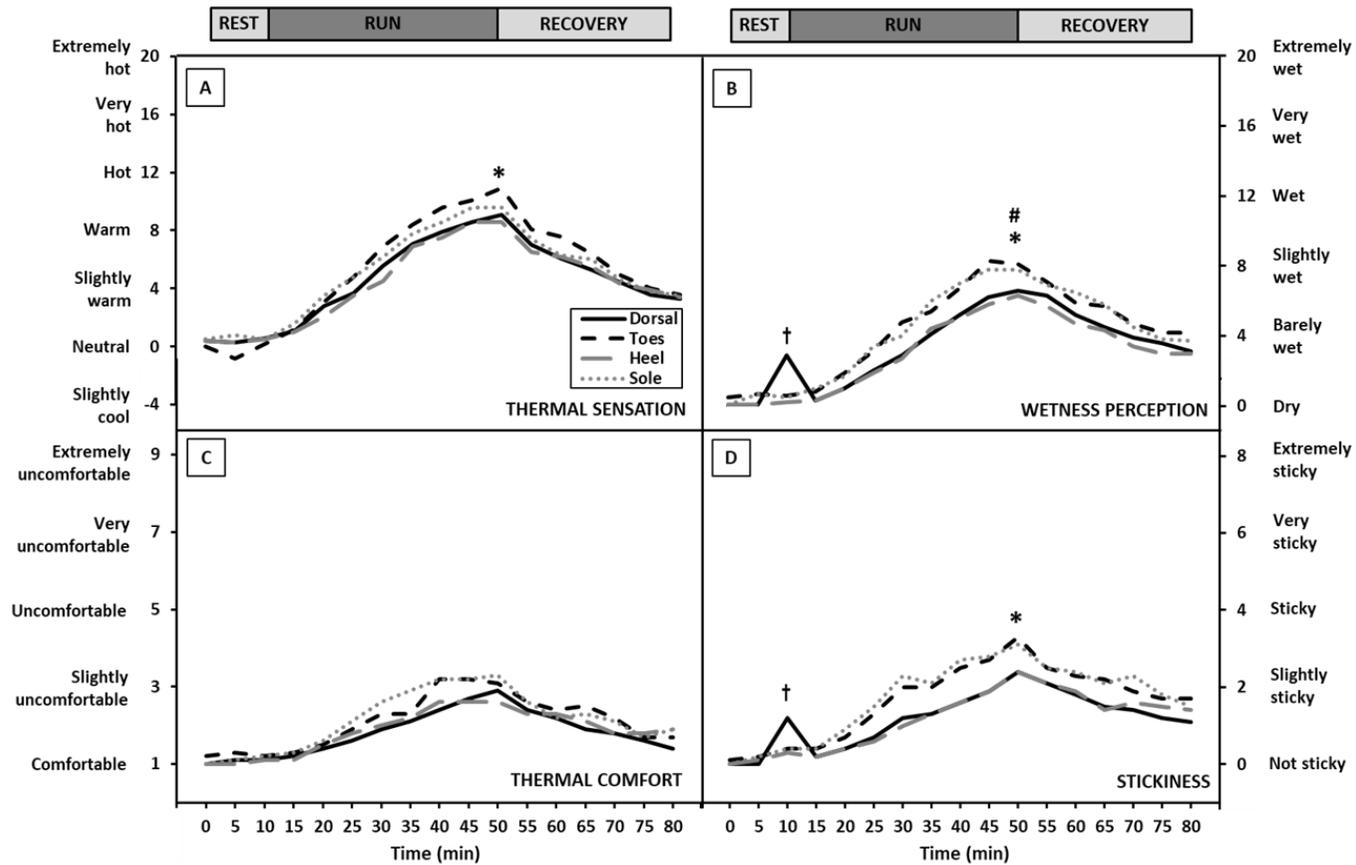 REST RUN RECOVERY REST RUN RECOVERY
Extremely
hot
Very
hot
Hot
Warm
Slightly
warm
Neutral
Slightly
cool
20
16
12
8
4
0
-4
A
*
Dorsal
Toes
Heel
Sole
THERMAL SENSATION
B
#
*
†
WETNESS PERCEPTION
20
16
12
8
4
0
Extremely
wet
Very
wet
Wet
Slightly
wet
Barely
wet
Dry
Extremely
uncomfortable
Very
uncomfortable
Uncomfortable
Slightly
uncomfortable
Comfortable
9
7
5
3
1
C
THERMAL COMFORT
D
*
†
STICKINESS
8
6
4
2
0
Extremely
sticky
Very
sticky
Sticky
Slightly
sticky
Not sticky
0 5 10 15 20 25 30 35 40 45 50 55 60 65 70 75 80
Time (min)
0 5 10 15 20 25 30 35 40 45 50 55 60 65 70 75 80
Time (min)